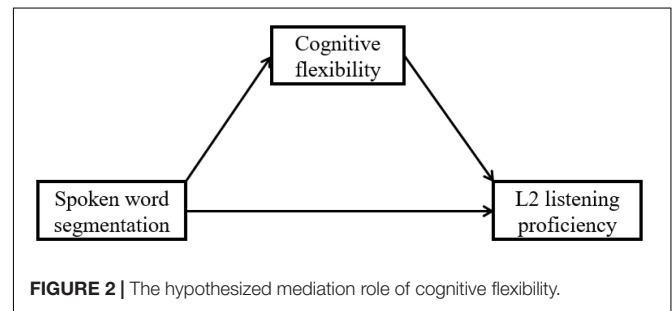 Cognitive
flexibility
Spoken word
segmentation
L2 listening
proficiency
FIGURE 2 | The hypothesized mediation role of cognitive flexibility.